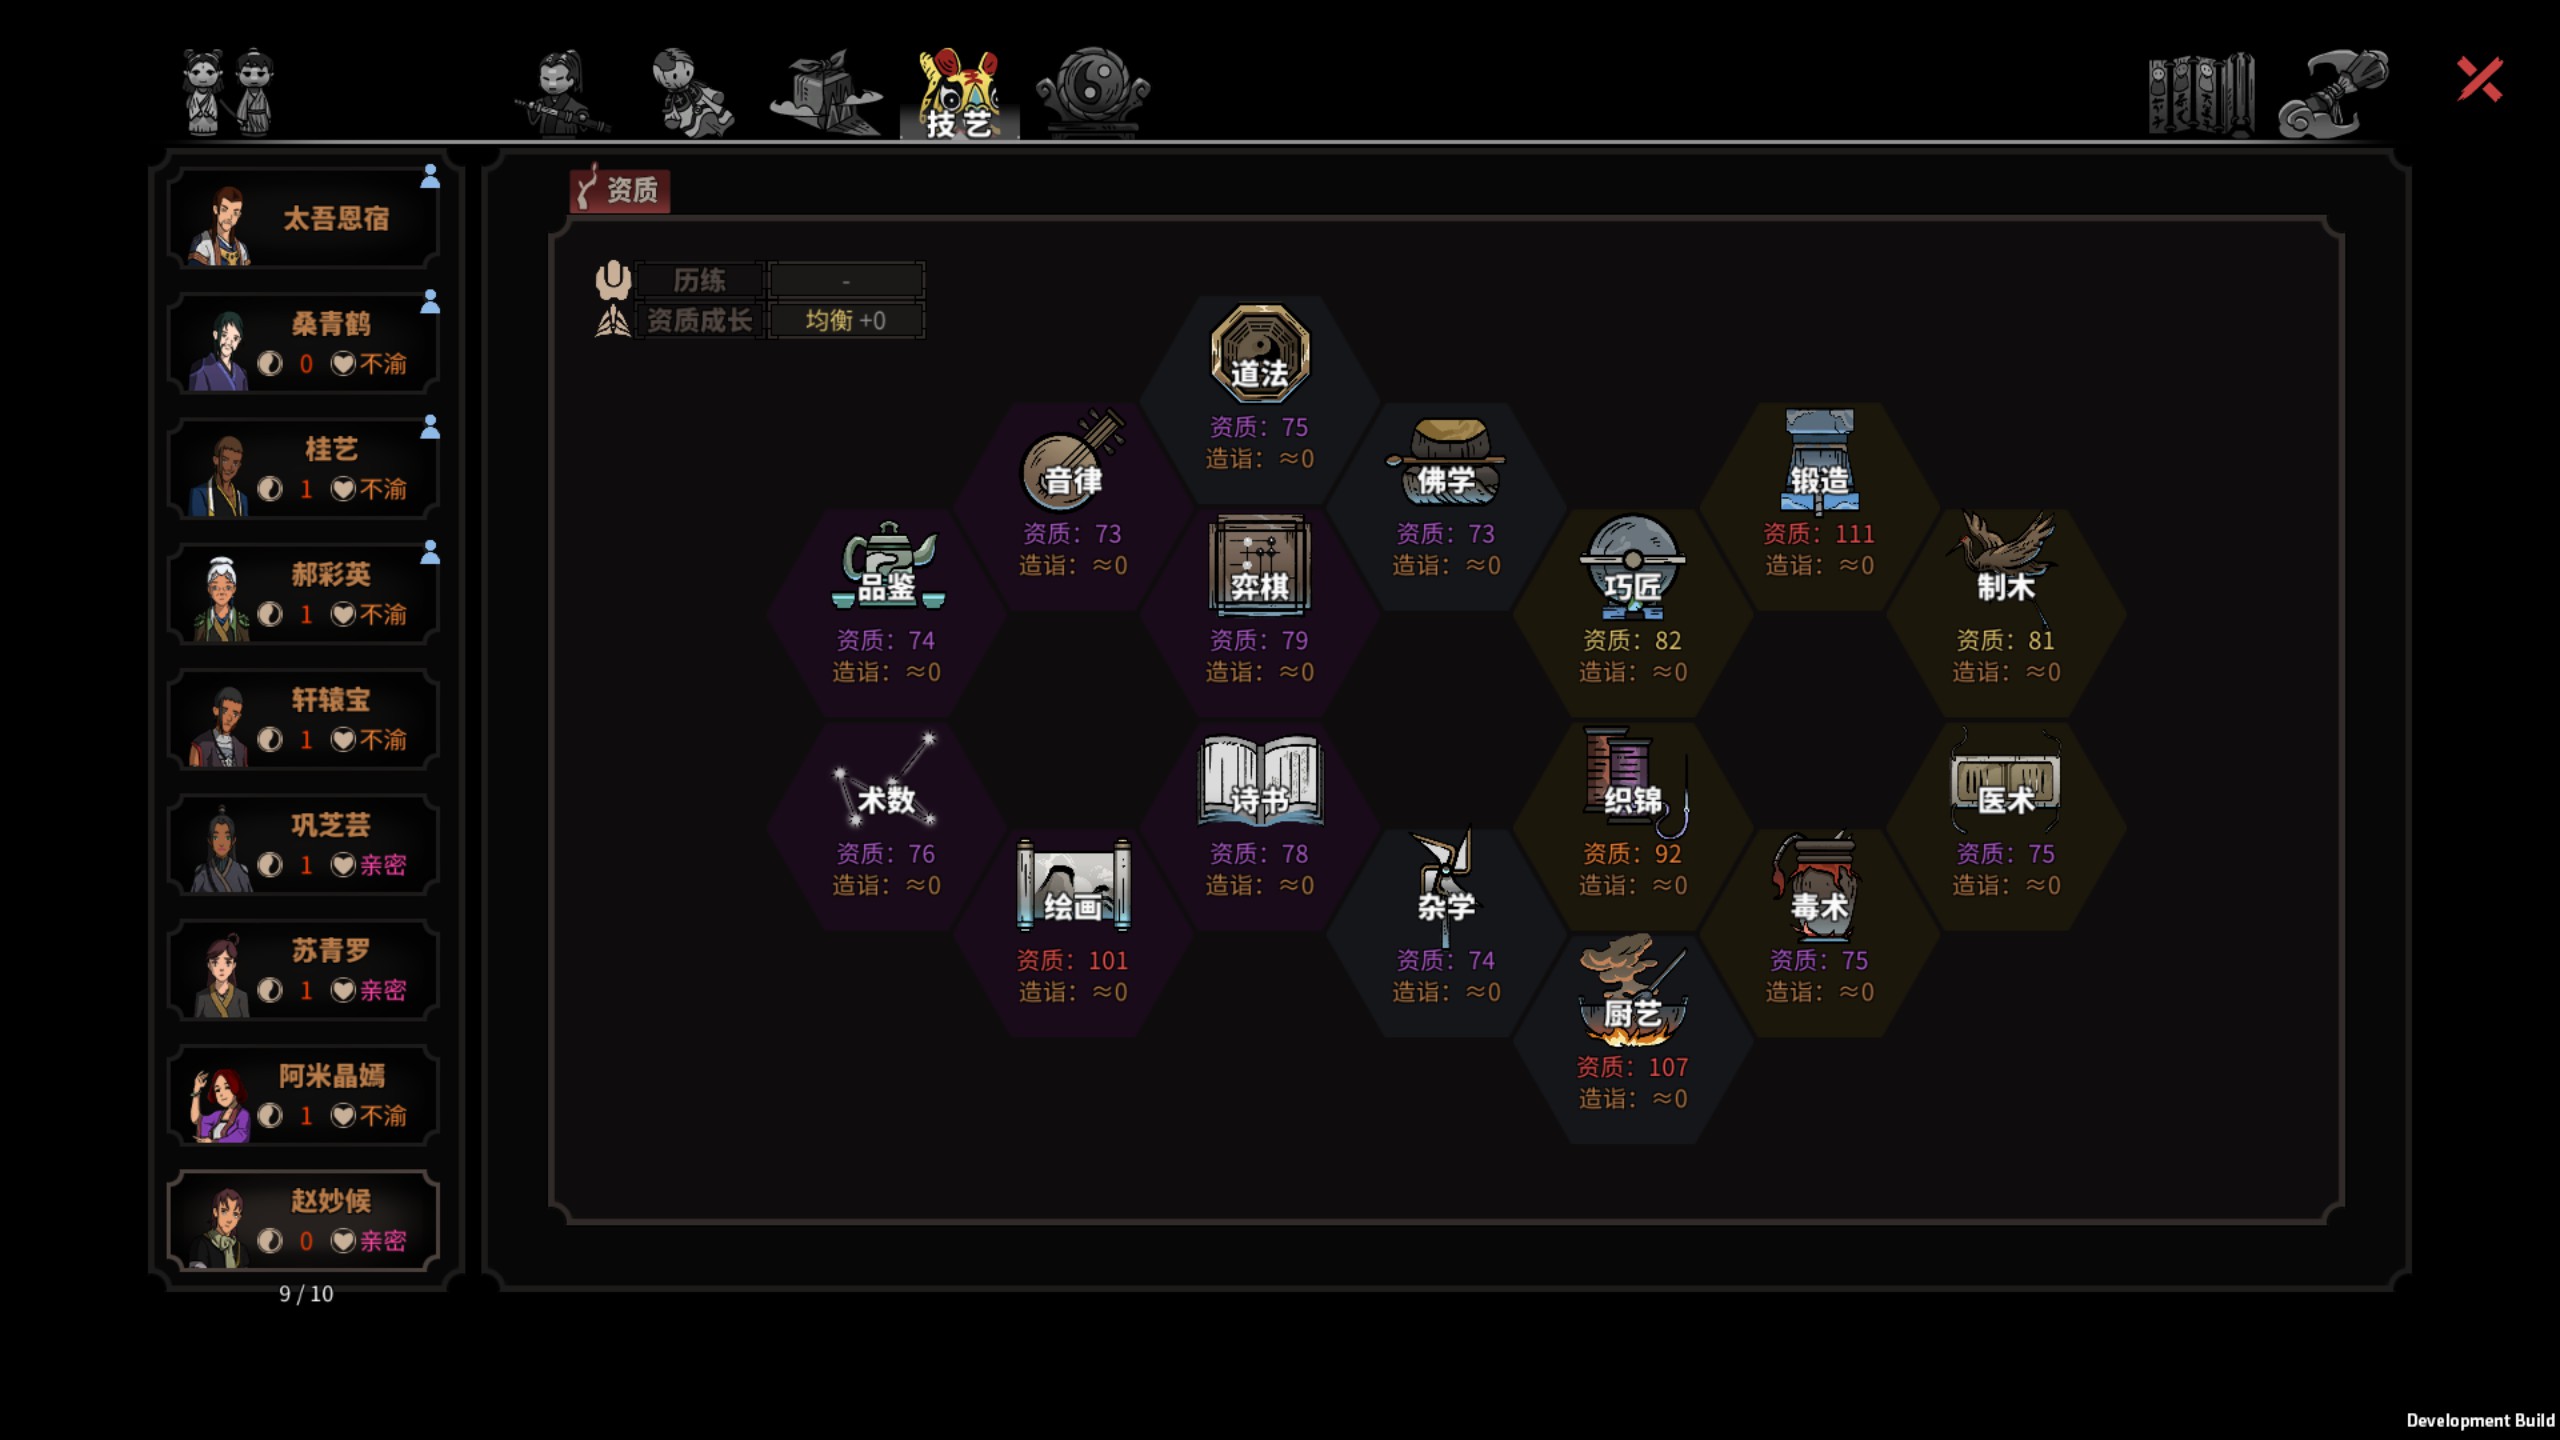 技艺
太吾恩宿
桑青鹤
0 不渝
桂艺
1 不渝
郝彩英
1 不渝
轩辕宝
1 不渝
巩芝芸
1 亲密
苏青罗
1 亲密
阿米晶嫣
1 不渝
赵妙候
0 亲密
9 / 10
资质
历练 -
资质成长 均衡 +0
道法
资质：75
造诣：≈0
音律
资质：73
造诣：≈0
佛学
资质：73
造诣：≈0
锻造
资质：111
造诣：≈0
品鉴
资质：74
造诣：≈0
弈棋
资质：79
造诣：≈0
巧匠
资质：82
造诣：≈0
制木
资质：81
造诣：≈0
术数
资质：76
造诣：≈0
诗书
资质：78
造诣：≈0
织锦
资质：92
造诣：≈0
医术
资质：75
造诣：≈0
绘画
资质：101
造诣：≈0
杂学
资质：74
造诣：≈0
毒术
资质：75
造诣：≈0
厨艺
资质：107
造诣：≈0
Development Build